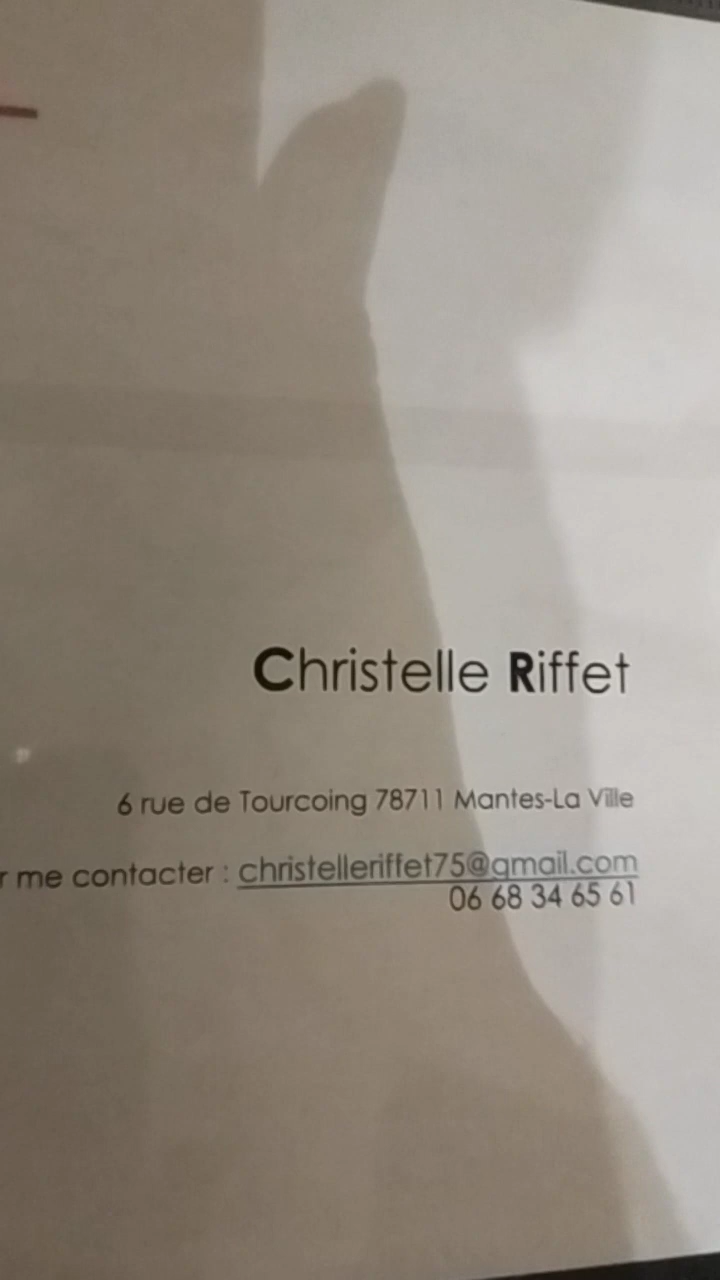 Christelle Riffet
6 rue de Tourcoing 78711 Mantes-La Ville
r me contacter : christelleriffet75@gmail.com
06 68 34 65 61